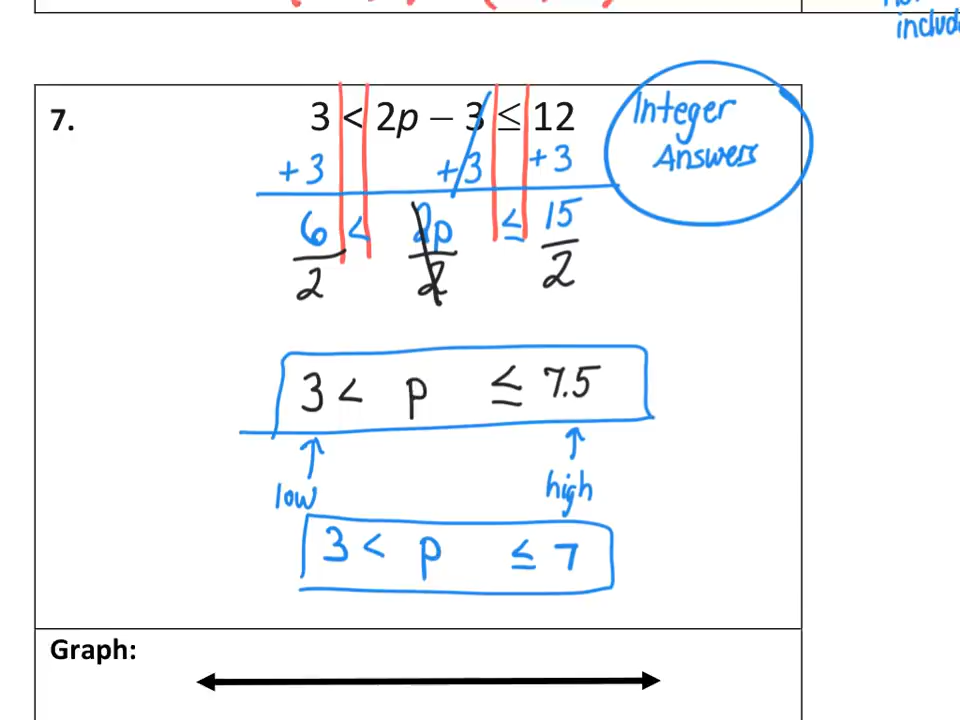 includ
7.
3 < 2p − 3 ≤ 12
+3 +3 +3
6 < 2p ≤ 15
2 2 2
Integer
Answers
3 < p ≤ 7.5
↑ ↑
low high
3 < p ≤ 7
Graph: